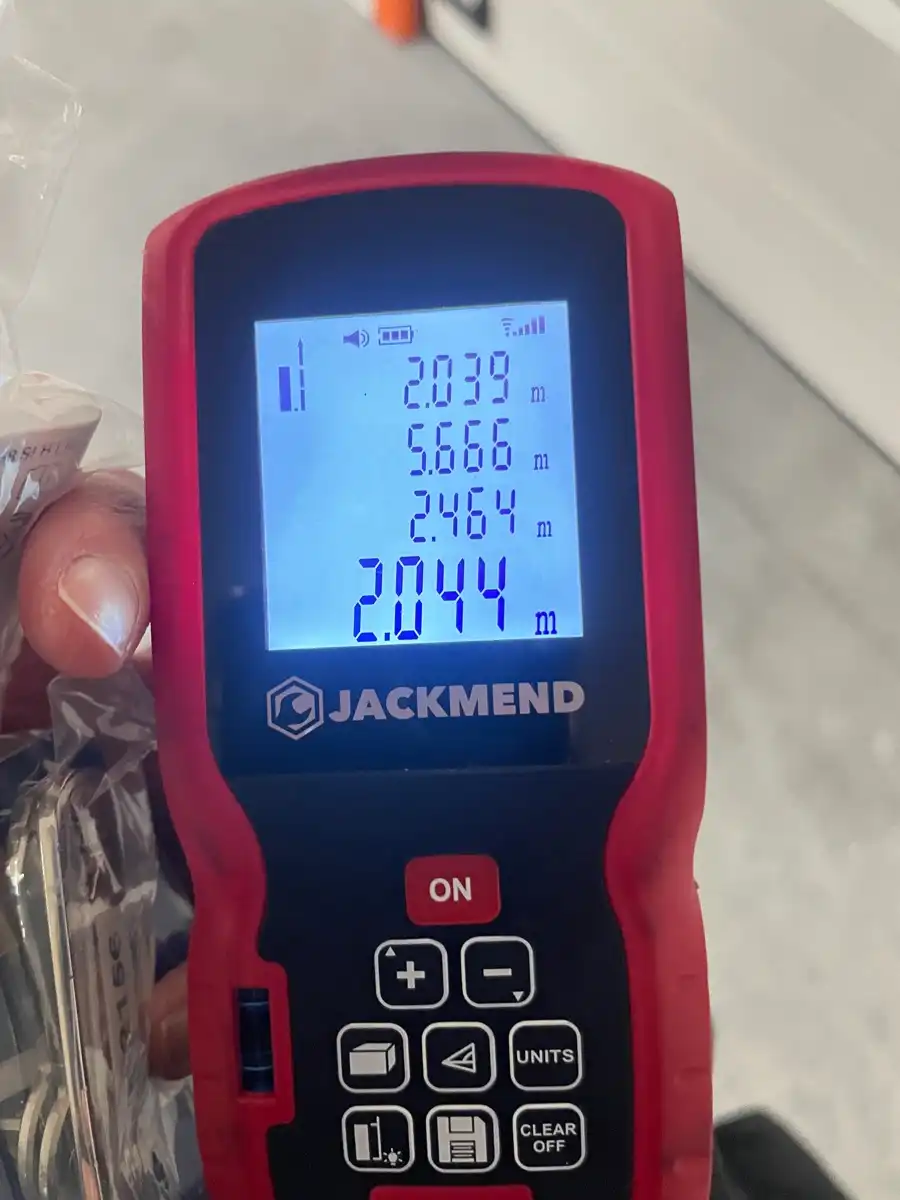 2.039 m
5.666 m
2.464 m
2.044 m
JACKMEND
ON
+ −
UNITS
CLEAR
OFF